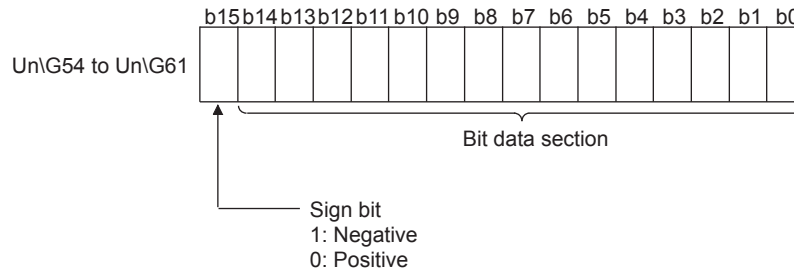 b15 b14 b13 b12 b11 b10 b9 b8 b7 b6 b5 b4 b3 b2 b1 b0
Un\G54 to Un\G61
Bit data section
Sign bit
1: Negative
0: Positive